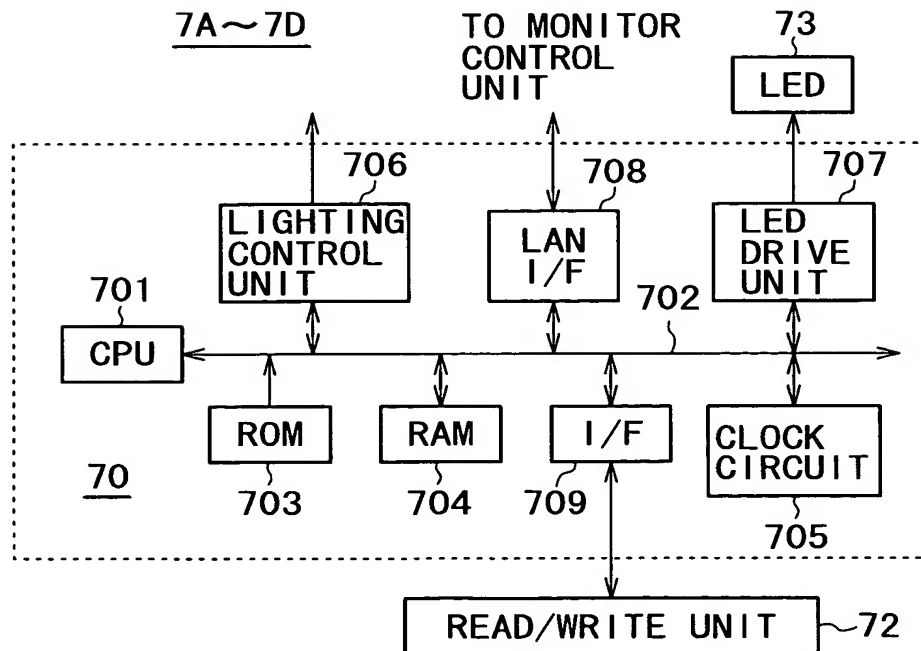 7A～7D
TO MONITOR
CONTROL
UNIT
73
LED
706
708
707
LIGHTING
CONTROL
UNIT
LAN
I/F
LED
DRIVE
UNIT
701
702
CPU
ROM
RAM
I/F
CLOCK
CIRCUIT
70
703
704
709
705
READ/WRITE UNIT
72